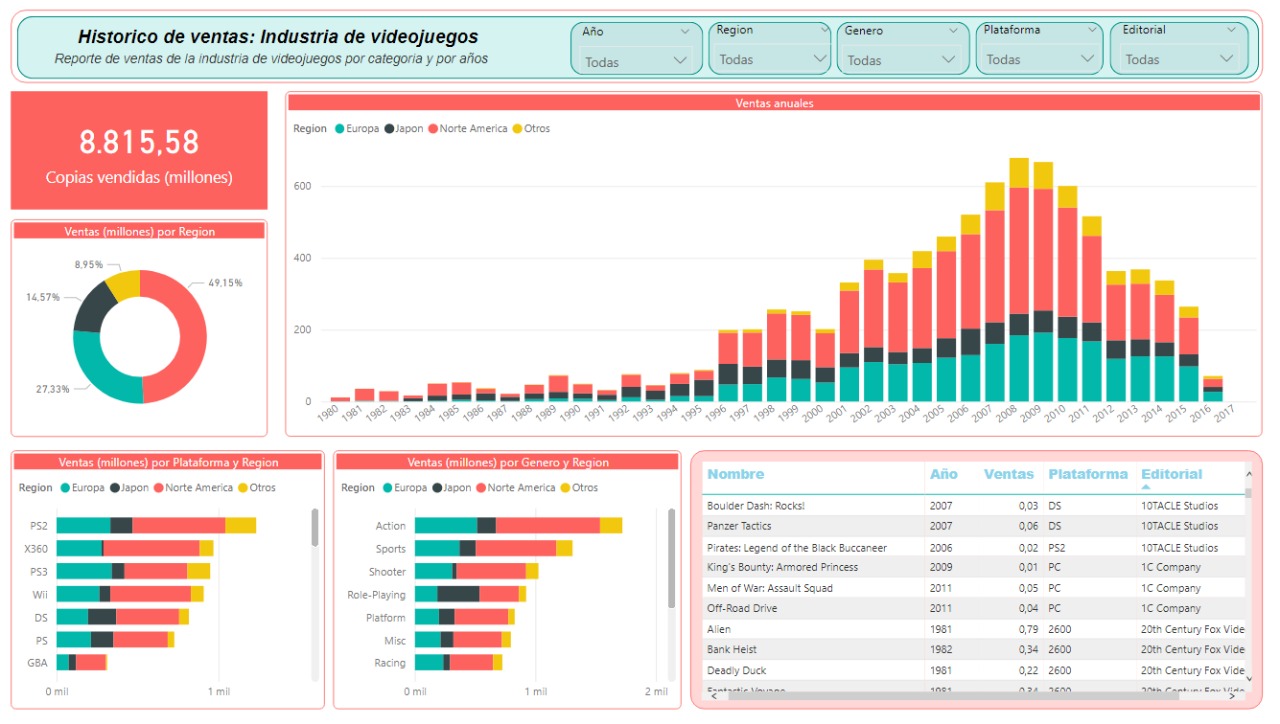 Historico de ventas: Industria de videojuegos
Reporte de ventas de la industria de videojuegos por categoria y por años
Año
Todas
Region
Todas
Genero
Todas
Plataforma
Todas
Editorial
Todas
8.815,58
Copias vendidas (millones)
Ventas (millones) por Region
8,95%
49,15%
14,57%
27,33%
Ventas anuales
Region Europa Japon Norte America Otros
600
400
200
0
1980 1981 1982 1983 1984 1985 1986 1987 1988 1989 1990 1991 1992 1993 1994 1995 1996 1997 1998 1999 2000 2001 2002 2003 2004 2005 2006 2007 2008 2009 2010 2011 2012 2013 2014 2015 2016 2017
Ventas (millones) por Plataforma y Region
Region Europa Japon Norte America Otros
PS2
X360
PS3
Wii
DS
PS
GBA
0 mil 1 mil
Ventas (millones) por Genero y Region
Region Europa Japon Norte America Otros
Action
Sports
Shooter
Role-Playing
Platform
Misc
Racing
0 mil 1 mil 2 mil
Nombre Año Ventas Plataforma Editorial
Boulder Dash: Rocks! 2007 0,03 DS 10TACLE Studios
Panzer Tactics 2007 0,06 DS 10TACLE Studios
Pirates: Legend of the Black Buccaneer 2006 0,02 PS2 10TACLE Studios
King's Bounty: Armored Princess 2009 0,01 PC 1C Company
Men of War: Assault Squad 2011 0,05 PC 1C Company
Off-Road Drive 2011 0,04 PC 1C Company
Alien 1981 0,79 2600 20th Century Fox Vide
Bank Heist 1982 0,34 2600 20th Century Fox Vide
Deadly Duck 1981 0,22 2600 20th Century Fox Vide
Fantastic Voyage 1981 0,34 2600 20th Century Fox Vide